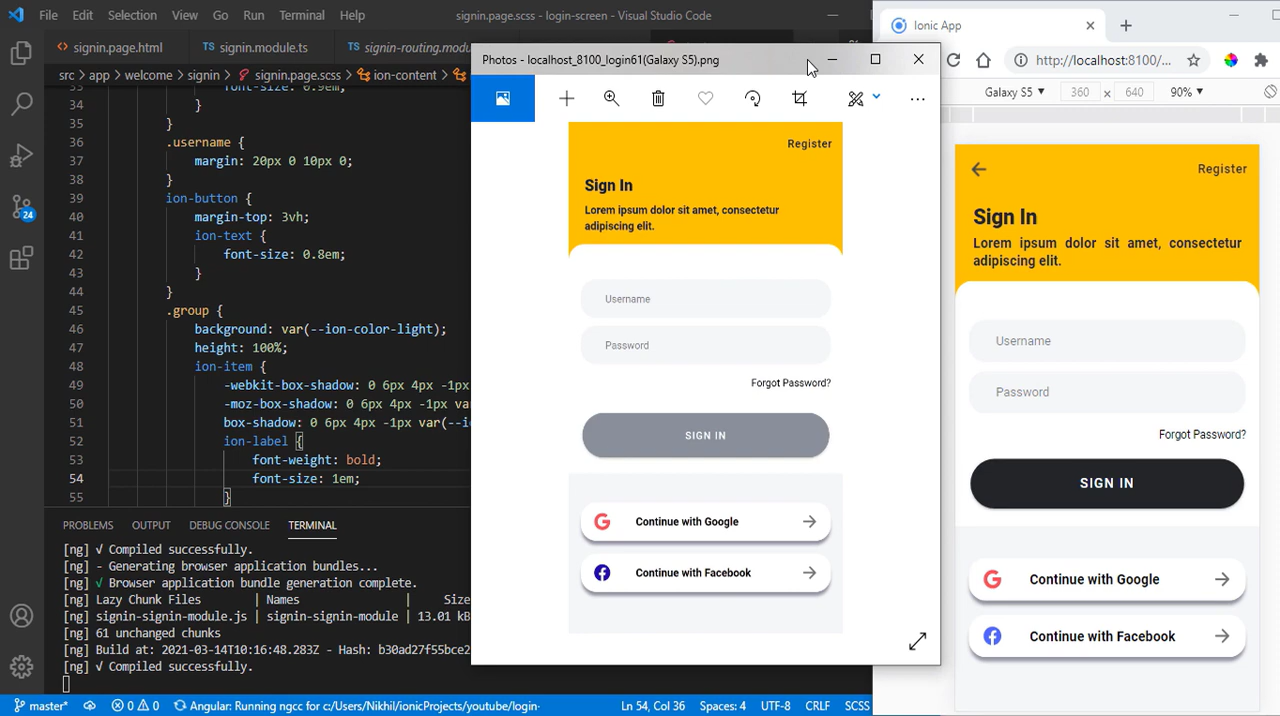 File Edit Selection View Go Run Terminal Help
signin.page.scss - login-screen - Visual Studio Code
signin.page.html
signin.module.ts
signin-routing.modu
src > app > welcome > signin > signin.page.scss > ion-content >
font-size: 0.9em;
34 }
35 }
36 .username {
37 margin: 20px 0 10px 0;
38 }
39 ion-button {
40 margin-top: 3vh;
41 ion-text {
42 font-size: 0.8em;
43 }
44 }
45 .group {
46 background: var(--ion-color-light);
47 height: 100%;
48 ion-item {
49 -webkit-box-shadow: 0 6px 4px -1px
50 -moz-box-shadow: 0 6px 4px -1px va
51 box-shadow: 0 6px 4px -1px var(--i
52 ion-label {
53 font-weight: bold;
54 font-size: 1em;
55 }
24
PROBLEMS OUTPUT DEBUG CONSOLE TERMINAL
[ng] √ Compiled successfully.
[ng] - Generating browser application bundles...
[ng] √ Browser application bundle generation complete.
[ng] Lazy Chunk Files | Names | Size
[ng] signin-signin-module.js | signin-signin-module | 13.01 kB
[ng] 61 unchanged chunks
[ng] Build at: 2021-03-14T10:16:48.283Z - Hash: b30ad27f55bce2
[ng] √ Compiled successfully.
master* 0 0 Angular: Running ngcc for c:/Users/Nikhil/ionicProjects/youtube/login- Ln 54, Col 36 Spaces: 4 UTF-8 CRLF SCSS
Photos - localhost_8100_login61(Galaxy S5).png
Register
Sign In
Lorem ipsum dolor sit amet, consectetur
adipiscing elit.
Username
Password
Forgot Password?
SIGN IN
Continue with Google
Continue with Facebook
Ionic App
http://localhost:8100/...
Galaxy S5 360 x 640 90%
Register
Sign In
Lorem ipsum dolor sit amet, consectetur
adipiscing elit.
Username
Password
Forgot Password?
SIGN IN
Continue with Google
Continue with Facebook